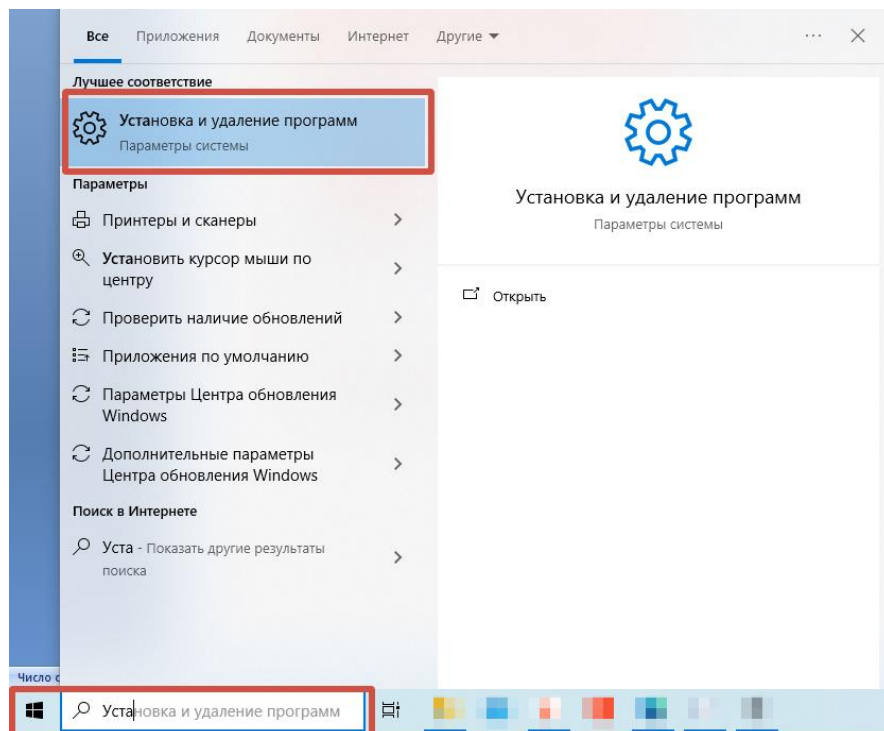 Все Приложения Документы Интернет Другие
Лучшее соответствие
Установка и удаление программ
Параметры системы
Параметры
Принтеры и сканеры
Установить курсор мыши по
центру
Проверить наличие обновлений
Приложения по умолчанию
Параметры Центра обновления
Windows
Дополнительные параметры
Центра обновления Windows
Поиск в Интернете
Уста - Показать другие результаты
поиска
Установка и удаление программ
Параметры системы
Открыть
Число
Установка и удаление программ